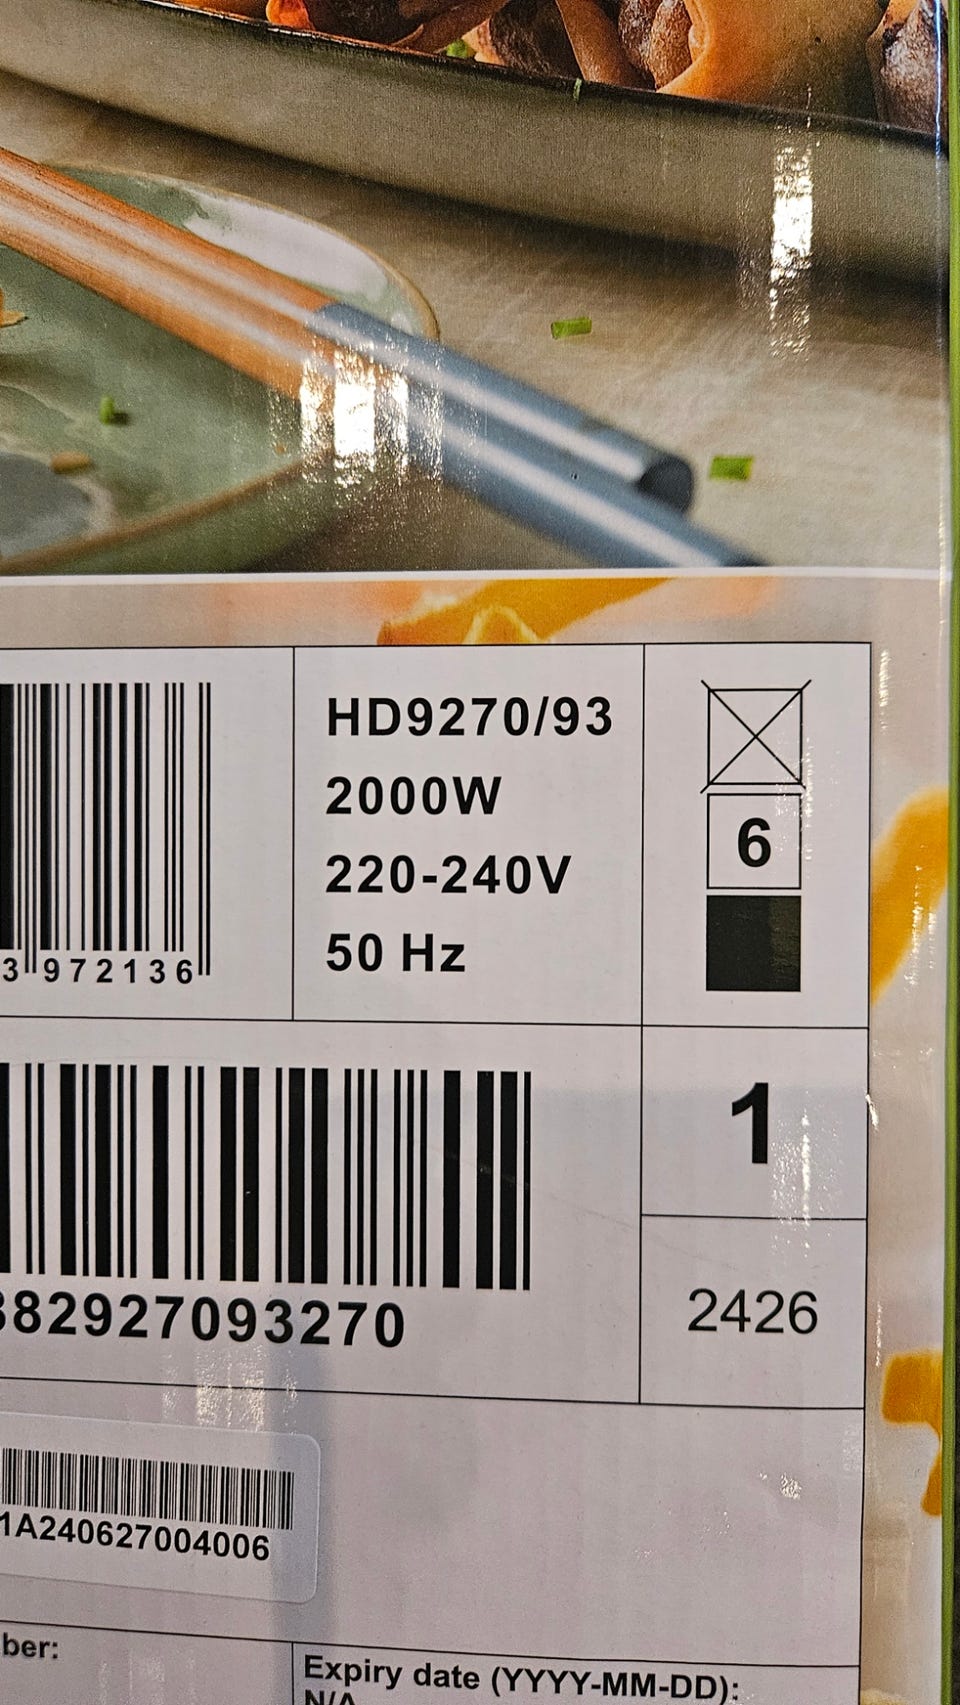 HD9270/93
2000W
220-240V
50 Hz
6
3 972136
1
82927093270
2426
1A240627004006
ber:
Expiry date (YYYY-MM-DD):
N/A